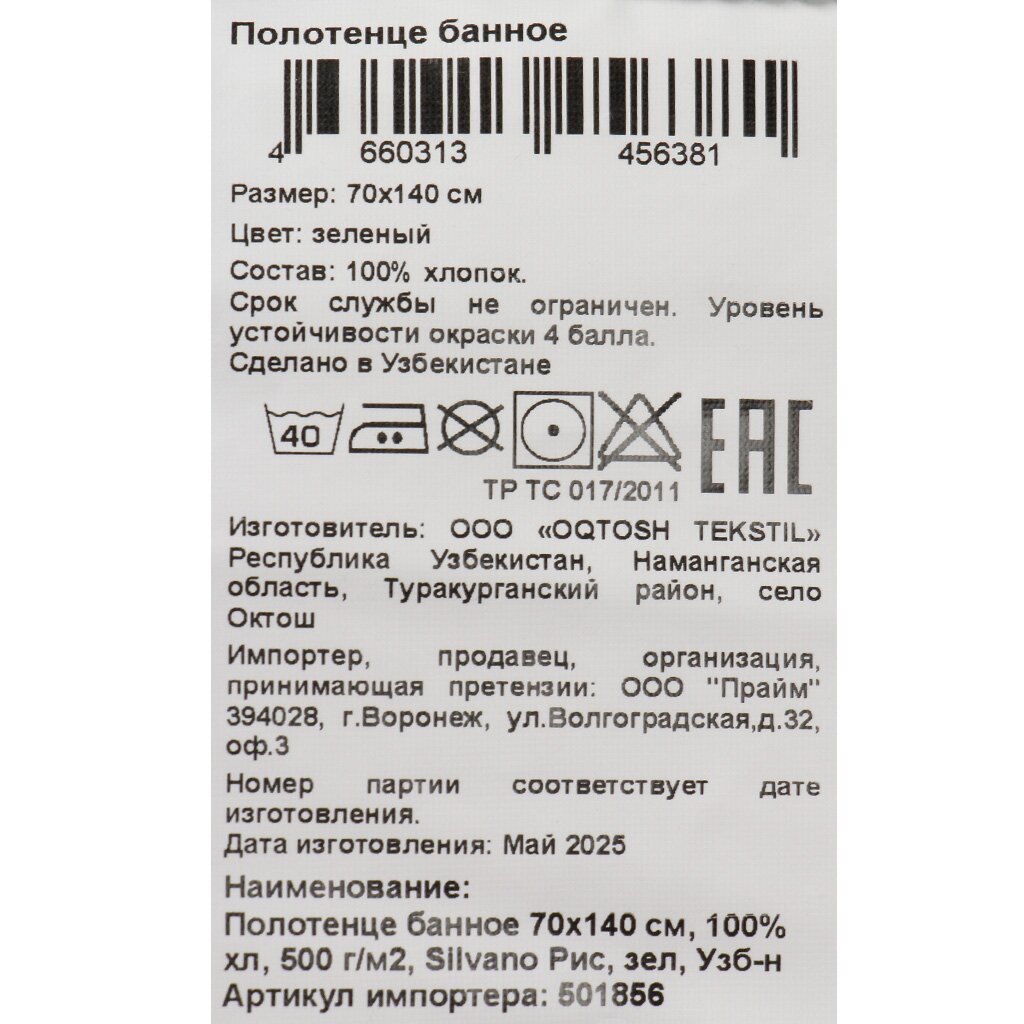 Полотенце банное
4 660313 456381
Размер: 70х140 см
Цвет: зеленый
Состав: 100% хлопок.
Срок службы не ограничен. Уровень
устойчивости окраски 4 балла.
Сделано в Узбекистане
40
ЕАС
ТР ТС 017/2011
Изготовитель: ООО «OQTOSH TEKSTIL»
Республика Узбекистан, Наманганская
область, Туракурганский район, село
Октош
Импортер, продавец, организация,
принимающая претензии: ООО "Прайм"
394028, г.Воронеж, ул.Волгоградская,д.32,
оф.3
Номер партии соответствует дате
изготовления.
Дата изготовления: Май 2025
Наименование:
Полотенце банное 70х140 см, 100%
хл, 500 г/м2, Silvano Рис, зел, Узб-н
Артикул импортера: 501856